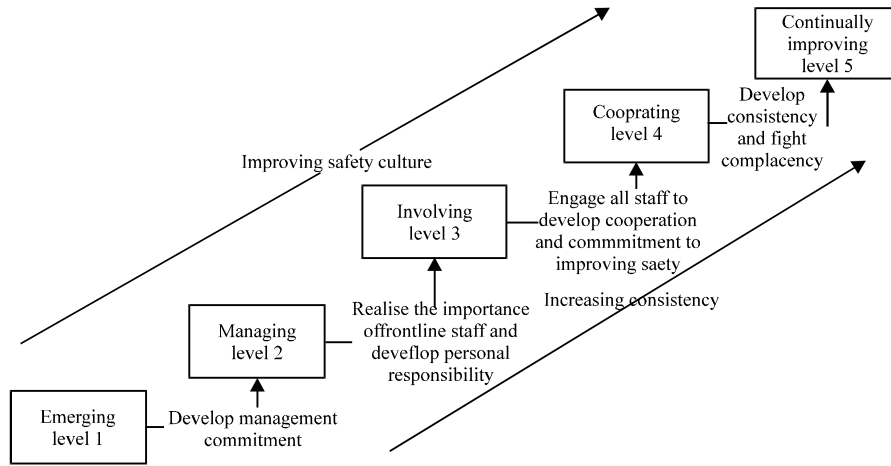 Continually
improving
level 5
Cooprating
level 4
Develop
consistency
and fight
complacency
Improving safety culture
Involving
level 3
Engage all staff to
develop cooperation
and commmitment to
improving saety
Increasing consistency
Managing
level 2
Realise the importance
offrontline staff and
deveflop personal
responsibility
Emerging
level 1
Develop management
commitment